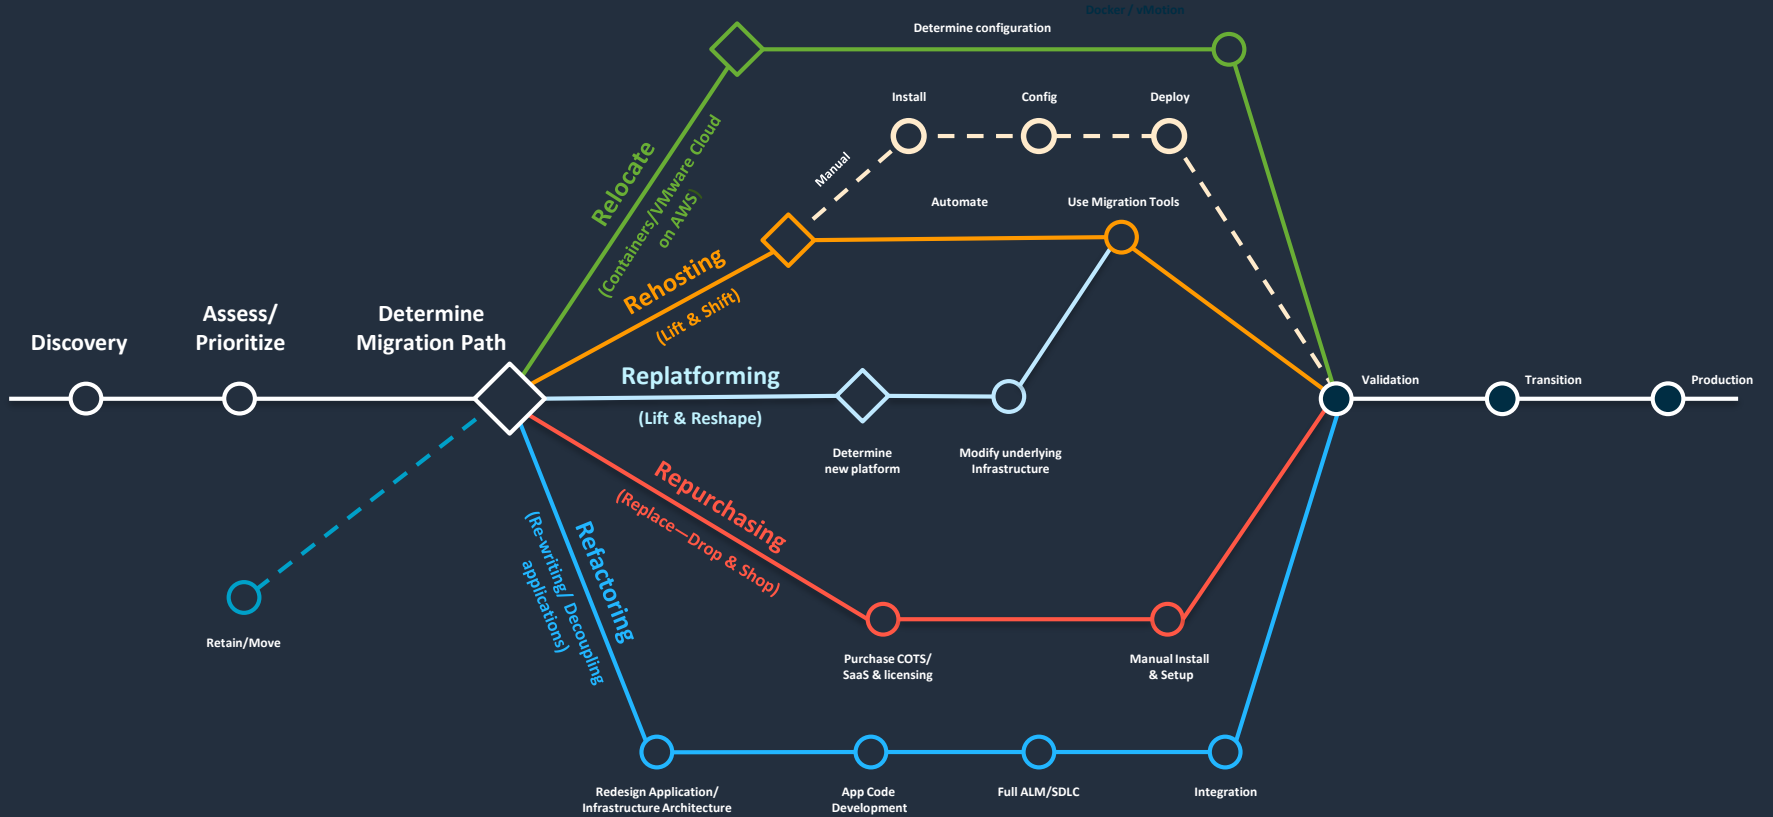 Docker / vMotion
Determine configuration
Install
Config
Deploy
Manual
Relocate
(Containers/VMware Cloud
on AWS)
Automate
Use Migration Tools
Rehosting
(Lift & Shift)
Discovery
Assess/
Prioritize
Determine
Migration Path
Replatforming
(Lift & Reshape)
Determine
new platform
Modify underlying
Infrastructure
Validation
Transition
Production
Repurchasing
(Replace—Drop & Shop)
Refactoring
(Re-writing/ Decoupling
applications)
Retain/Move
Purchase COTS/
SaaS & licensing
Manual Install
& Setup
Redesign Application/
Infrastructure Architecture
App Code
Development
Full ALM/SDLC
Integration